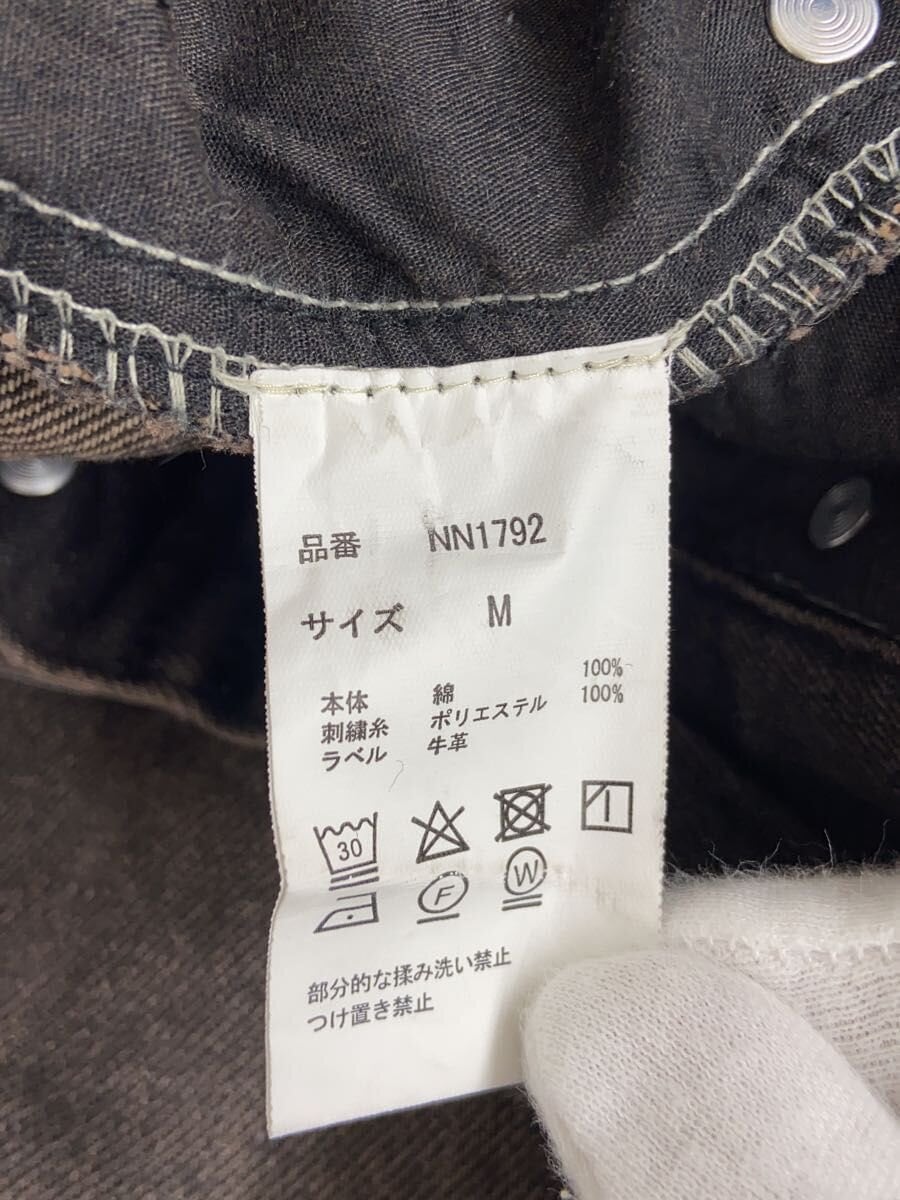 品番 NN1792
サイズ M
本体 綿 100%
刺繍糸 ポリエステル 100%
ラベル 牛革
30
F W
部分的な揉み洗い禁止
つけ置き禁止